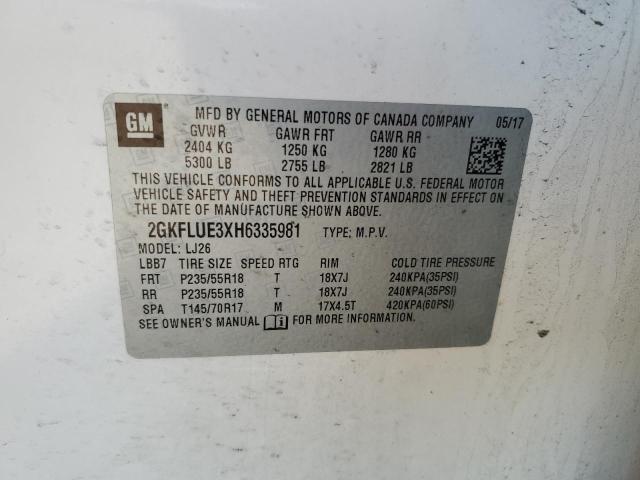 GM
MFD BY GENERAL MOTORS OF CANADA COMPANY 05/17
GVWR GAWR FRT GAWR RR
2404 KG 1250 KG 1280 KG
5300 LB 2755 LB 2821 LB
THIS VEHICLE CONFORMS TO ALL APPLICABLE U.S. FEDERAL MOTOR
VEHICLE SAFETY AND THEFT PREVENTION STANDARDS IN EFFECT ON
THE DATE OF MANUFACTURE SHOWN ABOVE.
2GKFLUE3XH6335981 TYPE: M.P.V.
MODEL: LJ26
LBB7 TIRE SIZE SPEED RTG RIM COLD TIRE PRESSURE
FRT P235/55R18 T 18X7J 240KPA(35PSI)
RR P235/55R18 T 18X7J 240KPA(35PSI)
SPA T145/70R17 M 17X4.5T 420KPA(60PSI)
SEE OWNER'S MANUAL FOR MORE INFORMATION.